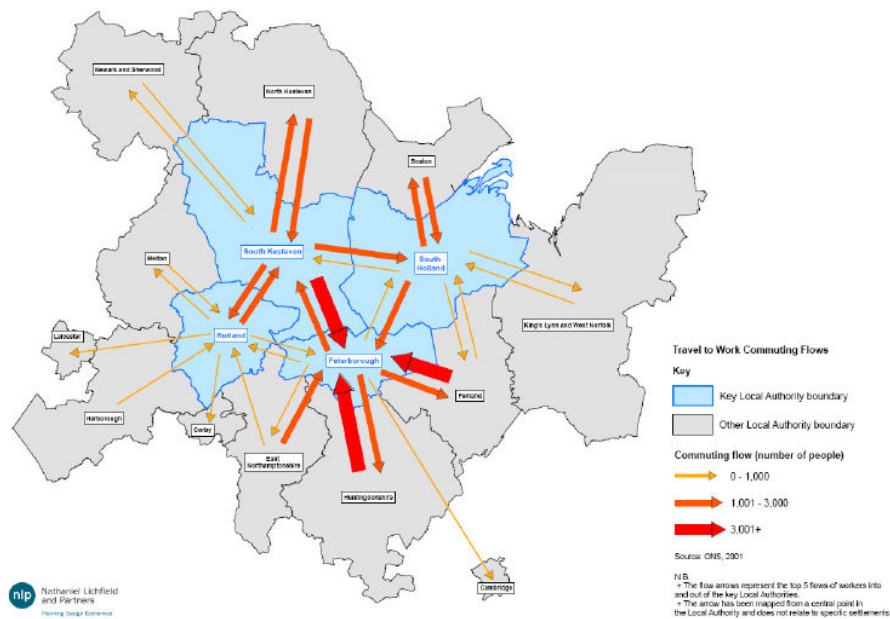 Newark and Sherwood
North Kesteven
Boston
South Kesteven
South
Holland
Melton
King's Lynn and West Norfolk
Leicester
Rutland
Peterborough
Fenland
Harborough
Corby
East
Northamptonshire
Huntingdonshire
Cambridge
Travel to Work Commuting Flows
Key
Key Local Authority boundary
Other Local Authority boundary
Commuting flow (number of people)
0 - 1,000
1,001 - 3,000
3,001+
Source: ONS, 2001
N.B.
+ The flow arrows represent the top 5 flows of workers into
and out of the key Local Authorities.
+ The arrow has been mapped from a central point in
the Local Authority and does not relate to specific settlements.
nlp
Nathaniel Lichfield
and Partners
Planning Design Economics